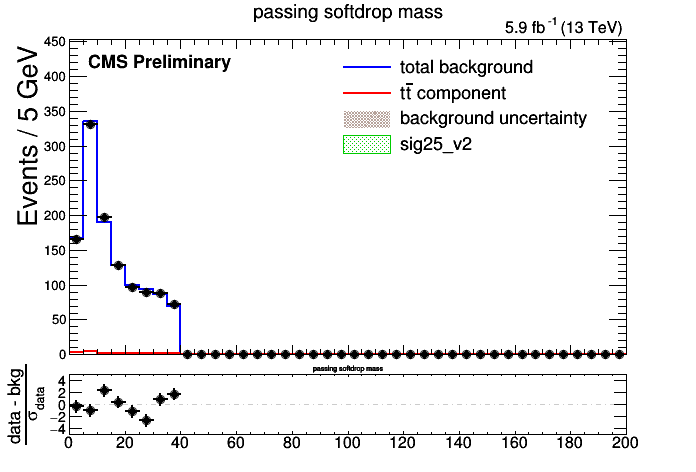 passing softdrop mass
5.9 fb⁻¹ (13 TeV)
Events / 5 GeV
450
400
350
300
250
200
150
100
50
0
CMS Preliminary
total background
tt̄ component
background uncertainty
sig25_v2
passing softdrop mass
data - bkg
σ data
4
2
0
−2
−4
0 20 40 60 80 100 120 140 160 180 200